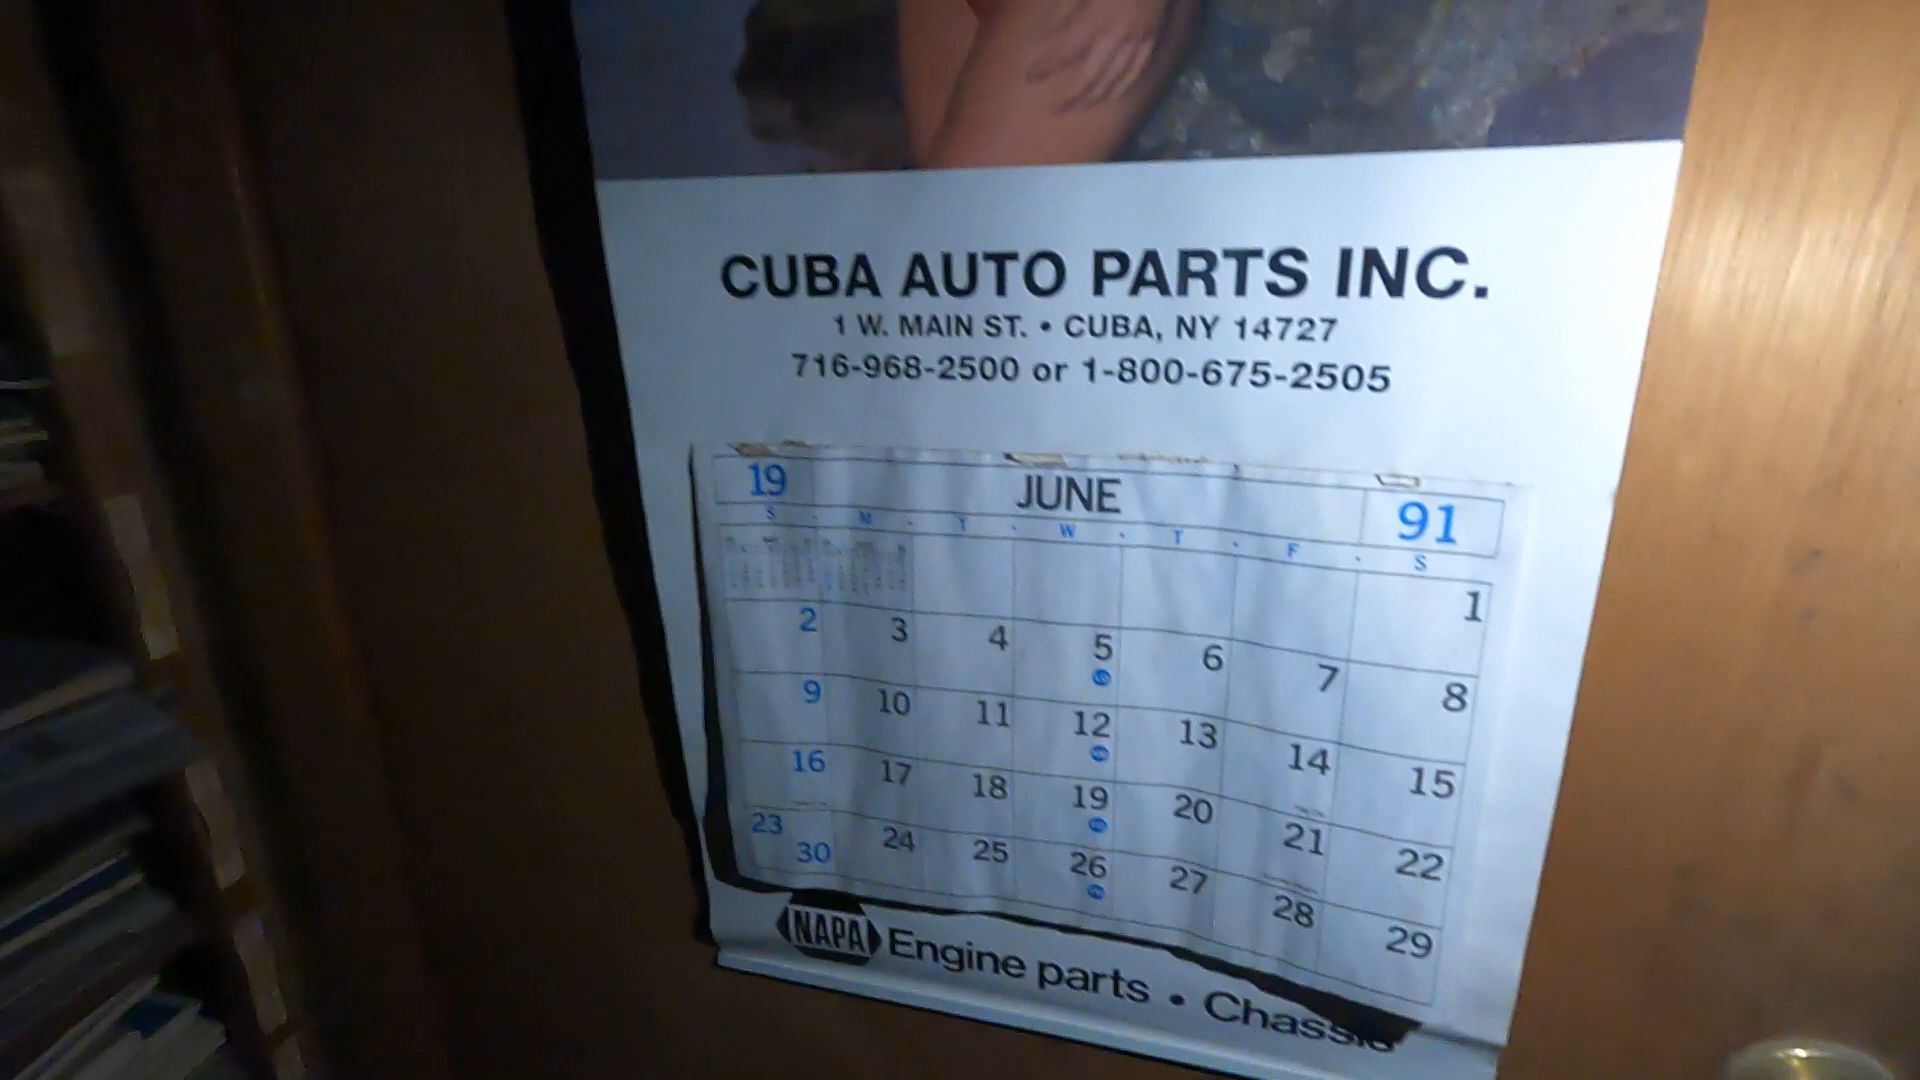 CUBA AUTO PARTS INC.
1 W. MAIN ST. • CUBA, NY 14727
716-968-2500 or 1-800-675-2505
19 JUNE 91
S M T W T F S
1
2 3 4 5 6 7 8
9 10 11 12 13 14 15
16 17 18 19 20 21 22
23 30 24 25 26 27 28 29
NAPA Engine parts • Chassis